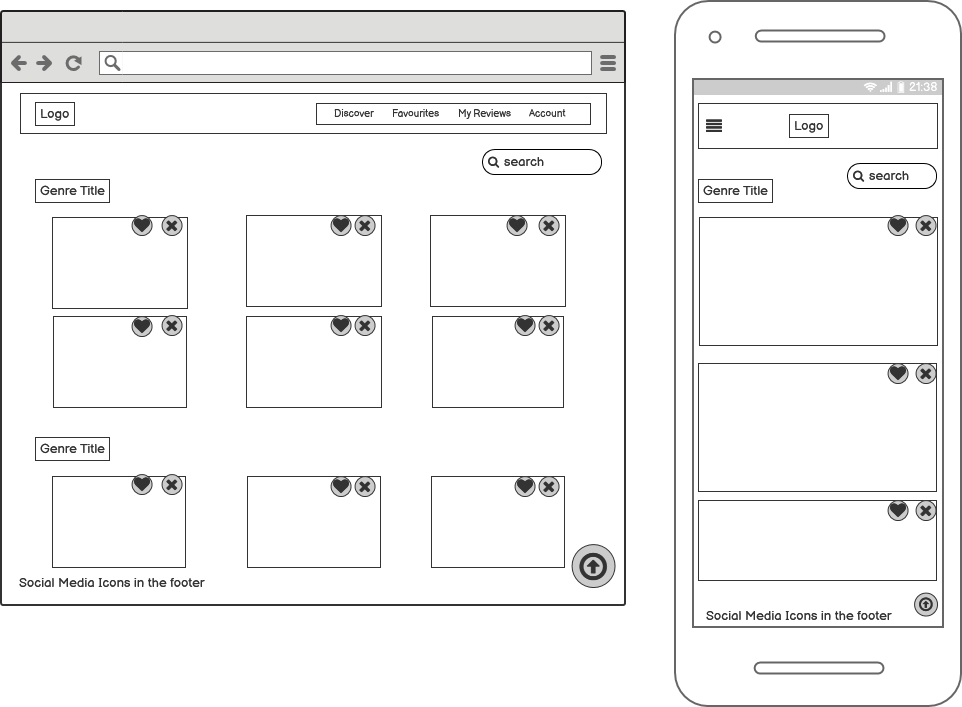 Logo
Discover Favourites My Reviews Account
search
Genre Title
Genre Title
Social Media Icons in the footer
21:38
Logo
search
Genre Title
Social Media Icons in the footer